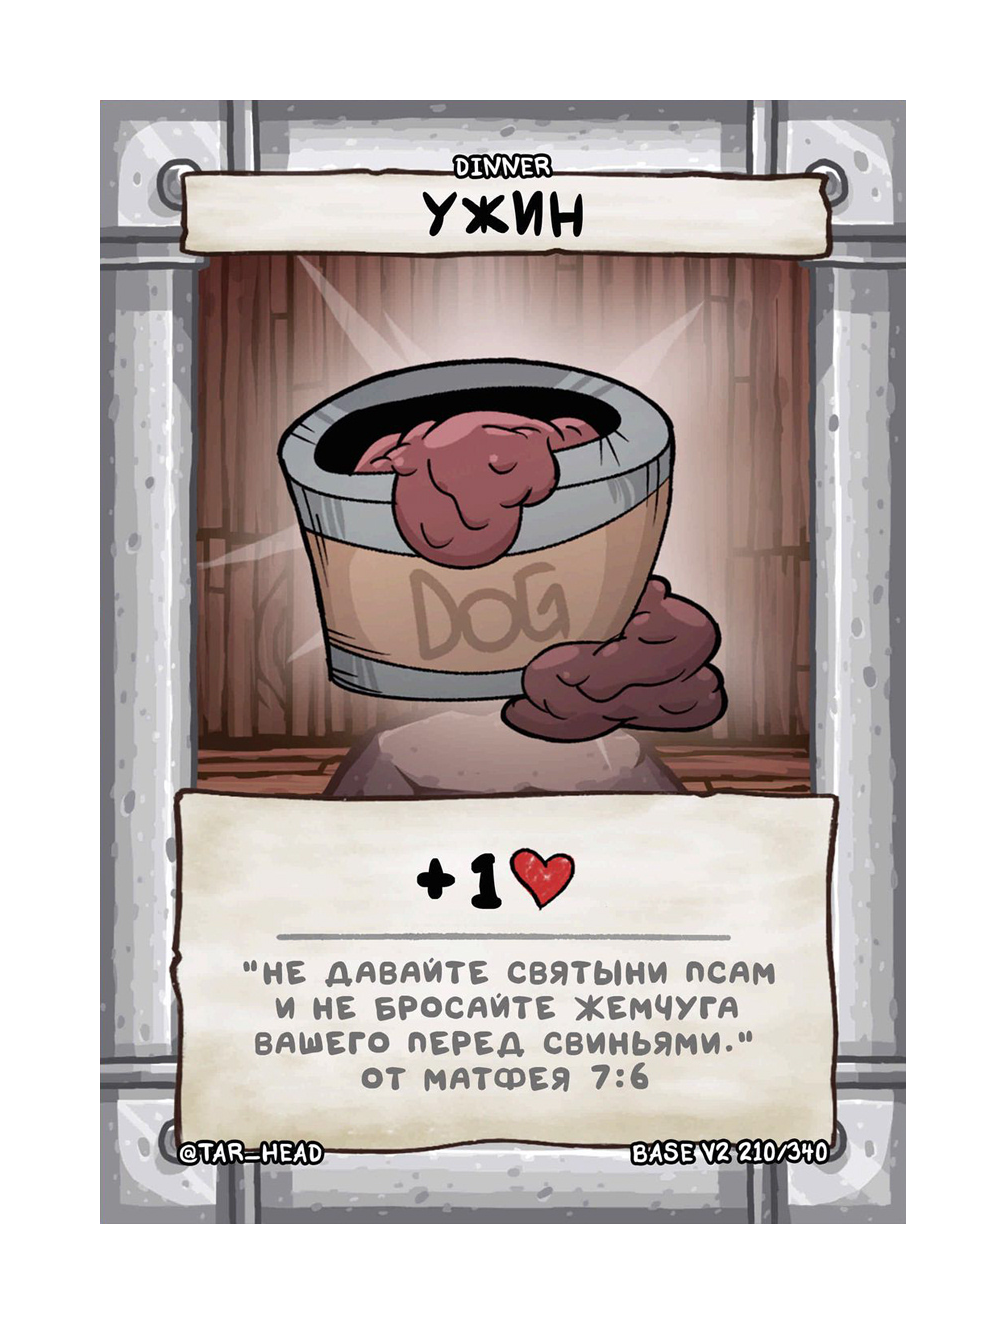 DINNER
УЖИН
DOG
+1
"НЕ ДАВАЙТЕ СВЯТЫНИ ПСАМ
И НЕ БРОСАЙТЕ ЖЕМЧУГА
ВАШЕГО ПЕРЕД СВИНЬЯМИ."
ОТ МАТФЕЯ 7:6
@TAR_HEAD
BASE V2 210/340